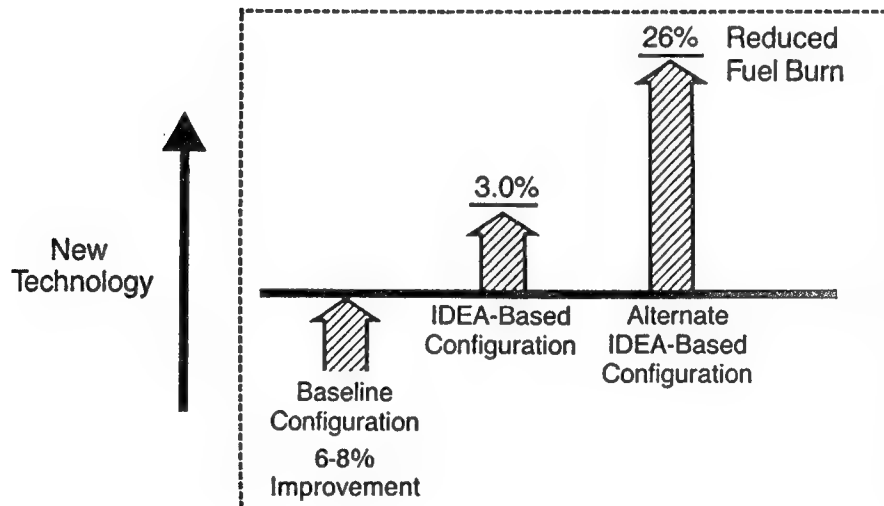 26%
Reduced
Fuel Burn
3.0%
New
Technology
IDEA-Based
Configuration
Alternate
IDEA-Based
Configuration
Baseline
Configuration
6-8%
Improvement